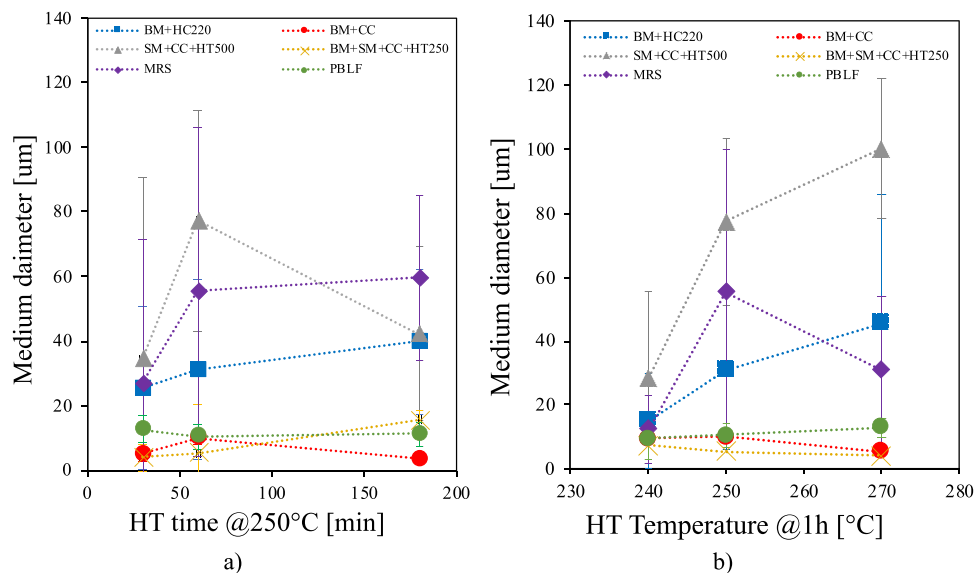 140
120
100
80
60
40
20
0
Medium daimeter [um]
BM+HC220
BM+CC
SM+CC+HT500
BM+SM+CC+HT250
MRS
PBLF
0
50
100
150
200
HT time @250°C [min]
a)
140
120
100
80
60
40
20
0
Medium diameter [um]
BM+HC220
BM+CC
SM+CC+HT500
BM+SM+CC+HT250
MRS
PBLF
230
240
250
260
270
280
HT Temperature @1h [°C]
b)